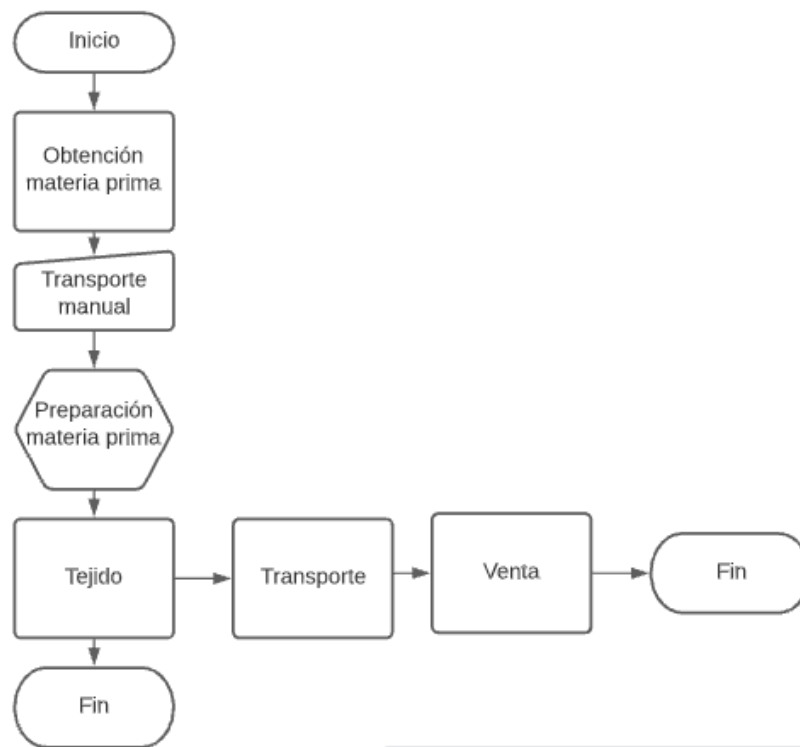 Inicio
Obtención
materia prima
Transporte
manual
Preparación
materia prima
Tejido
Transporte
Venta
Fin
Fin